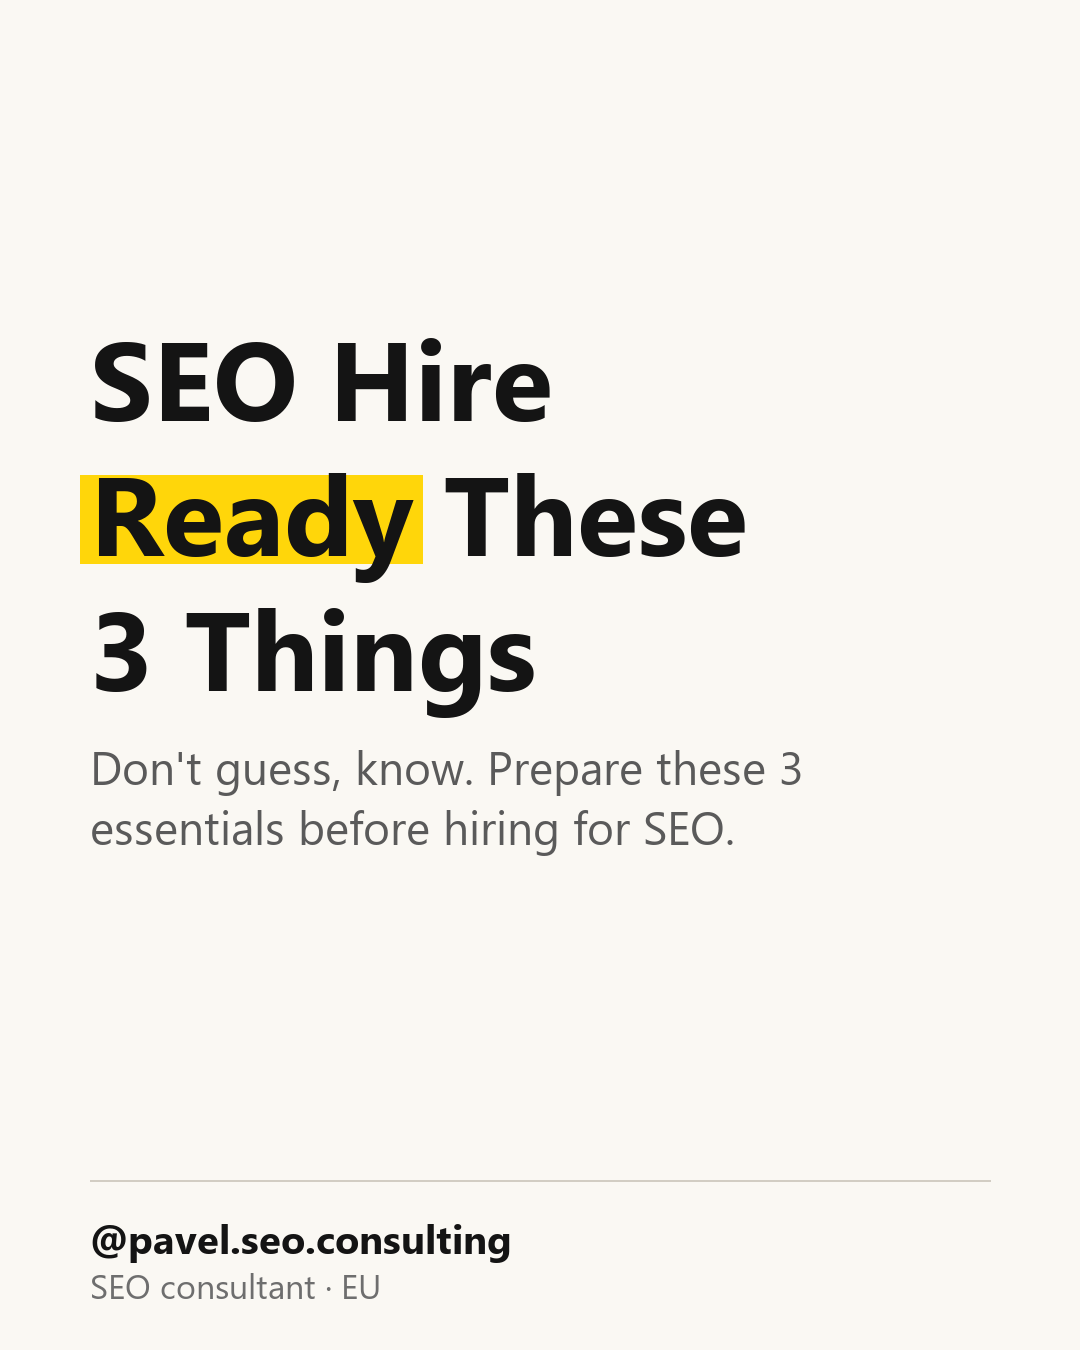 SEO Hire
Ready These
3 Things
Don't guess, know. Prepare these 3
essentials before hiring for SEO.
@pavel.seo.consulting
SEO consultant · EU